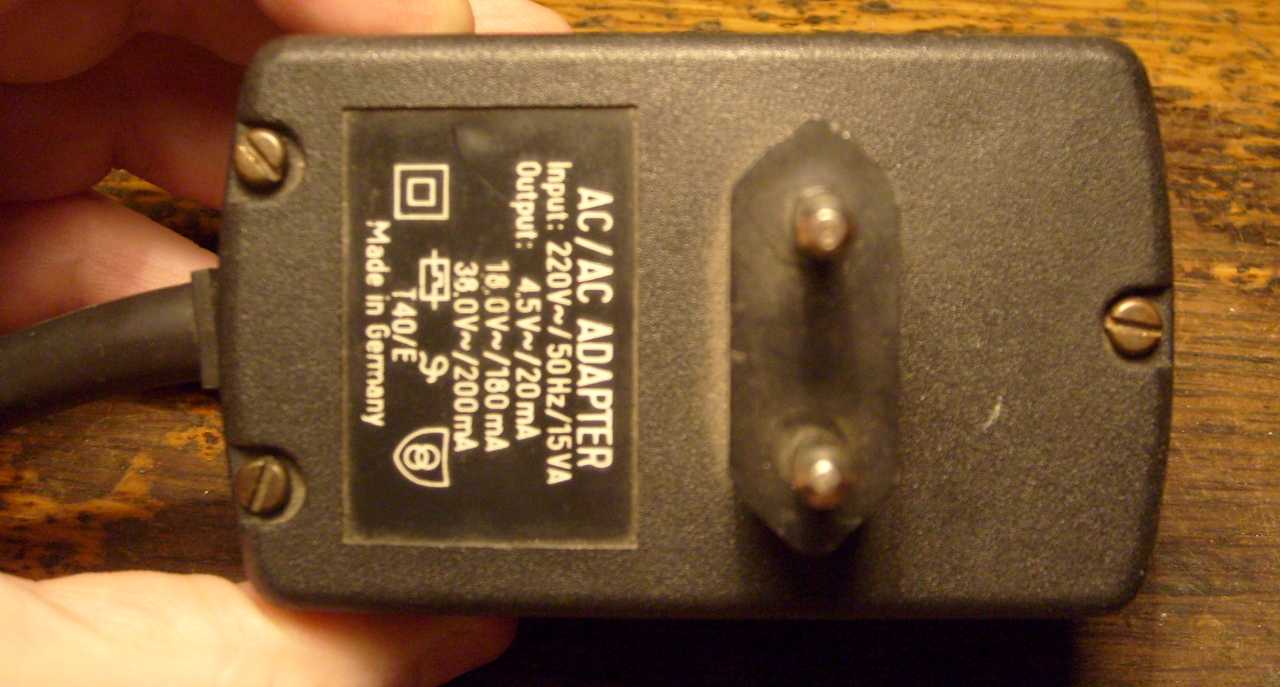 AC/AC ADAPTER
Input: 220V~/50Hz/15VA
Output: 4.5V~/20mA
18.0V~/180mA
38.0V~/200mA
T40/E
Made in Germany